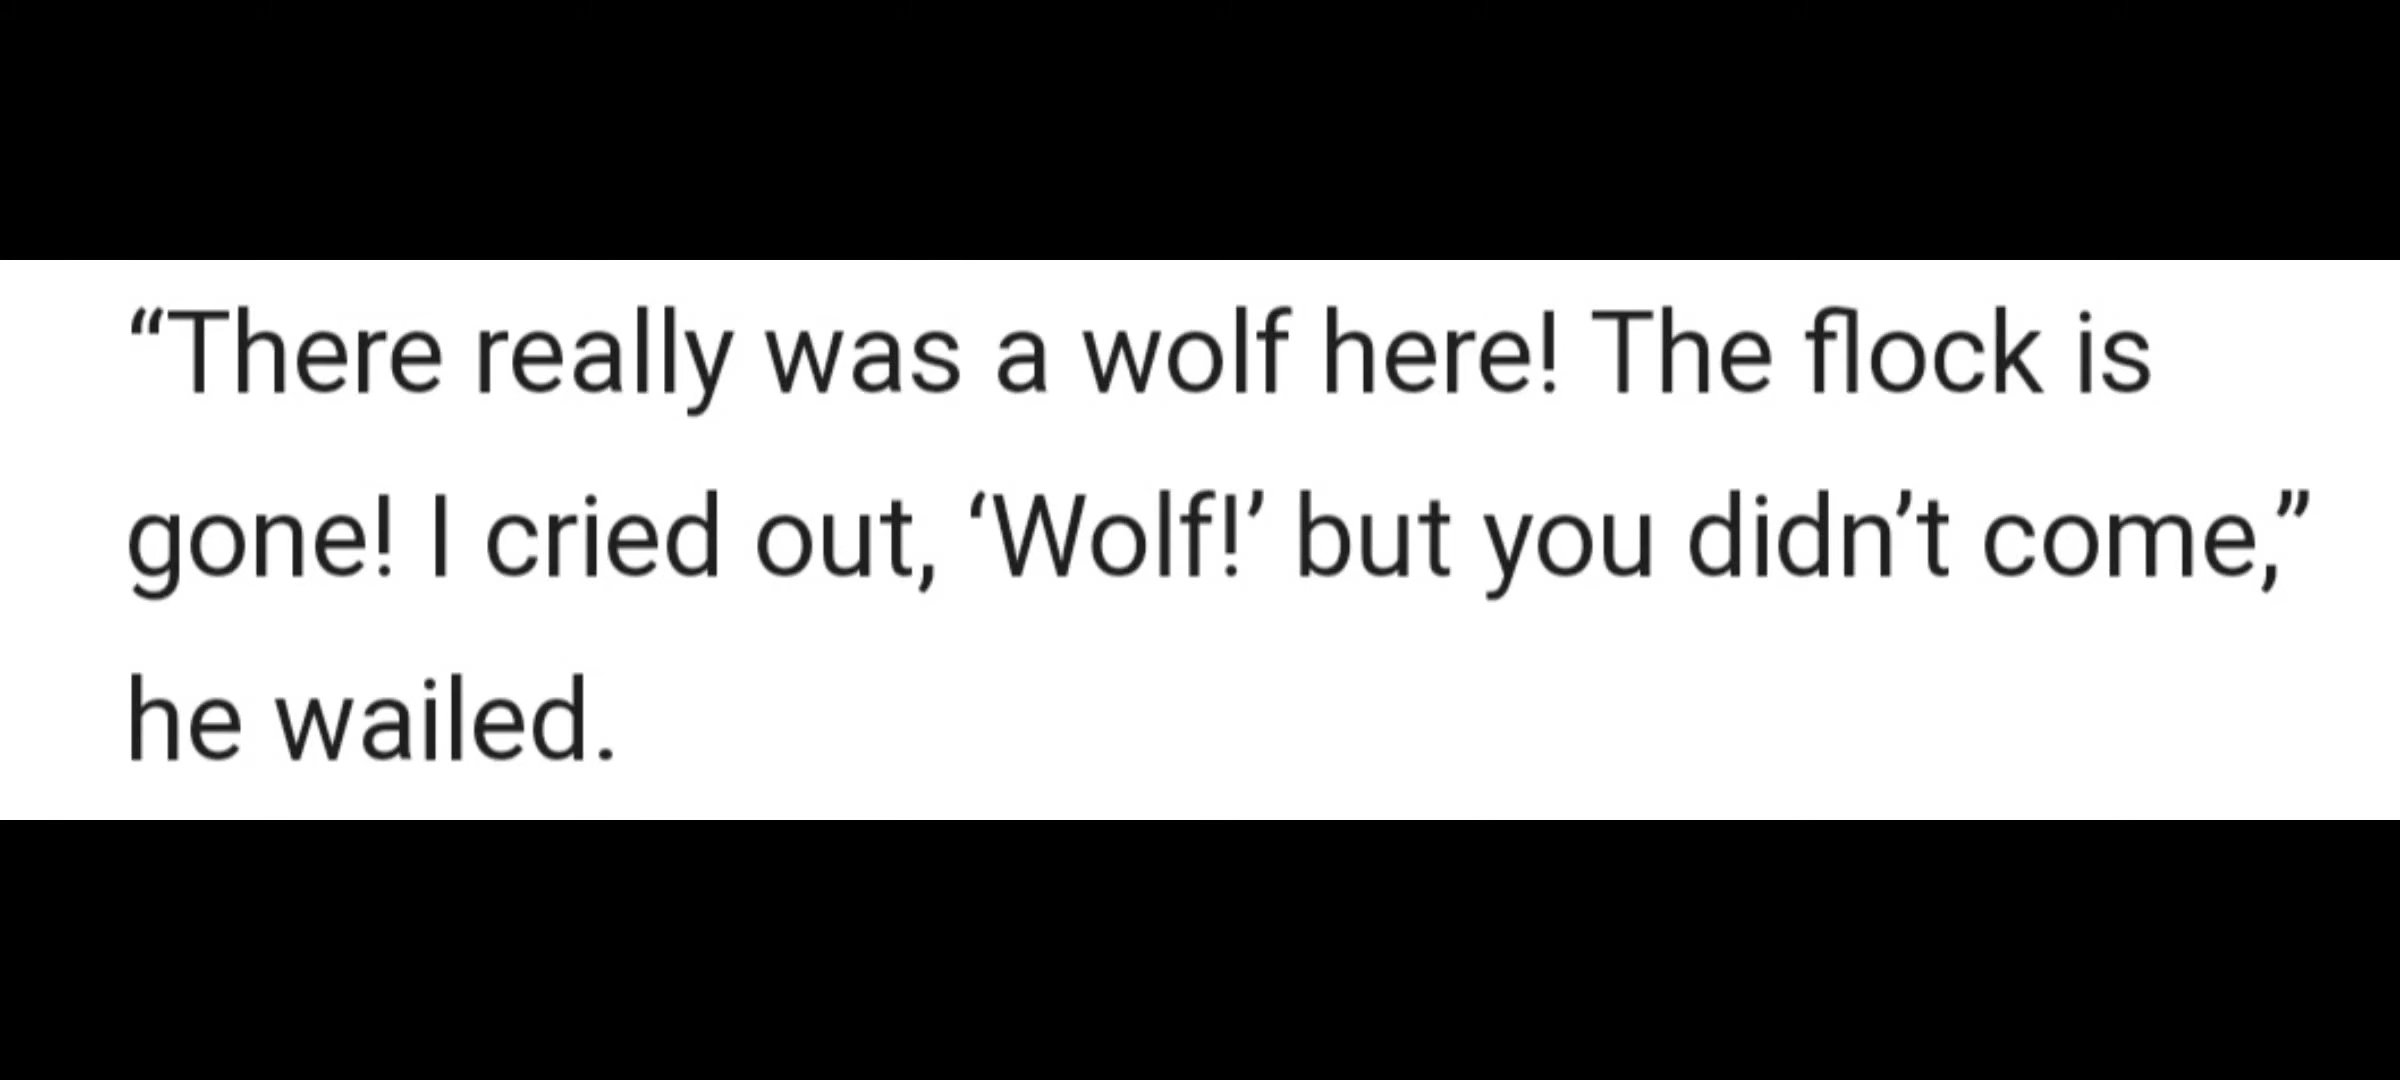 “There really was a wolf here! The flock is
gone! I cried out, ‘Wolf!’ but you didn’t come,”
he wailed.